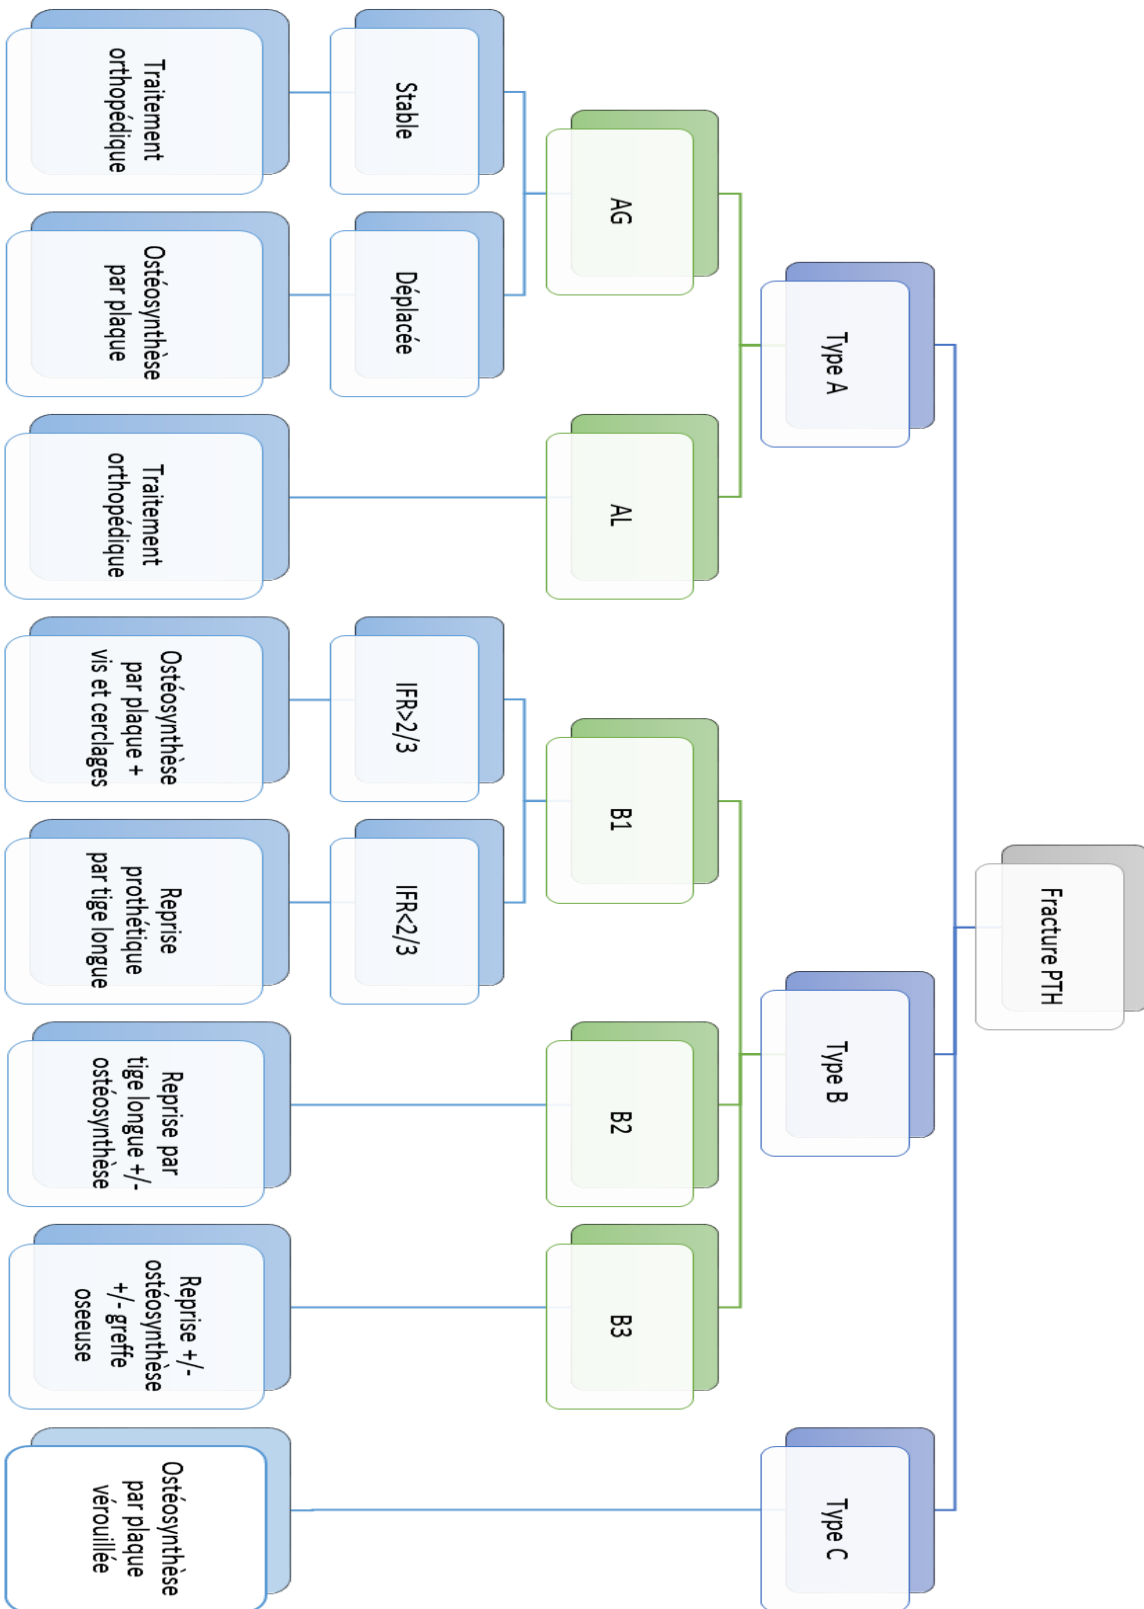 Fracture PTH
Type A
Type B
Type C
AG
AL
B1
B2
B3
Stable
Déplacée
IFR>2/3
IFR<2/3
Traitement
orthopédique
Ostéosynthèse
par plaque
Traitement
orthopédique
Ostéosynthèse
par plaque +
vis et cerclages
Reprise
prothétique
par tige longue
Reprise par
tige longue +/-
ostéosynthèse
Reprise +/-
ostéosynthèse
+/- greffe
oseeuse
Ostéosynthèse
par plaque
vérouillée